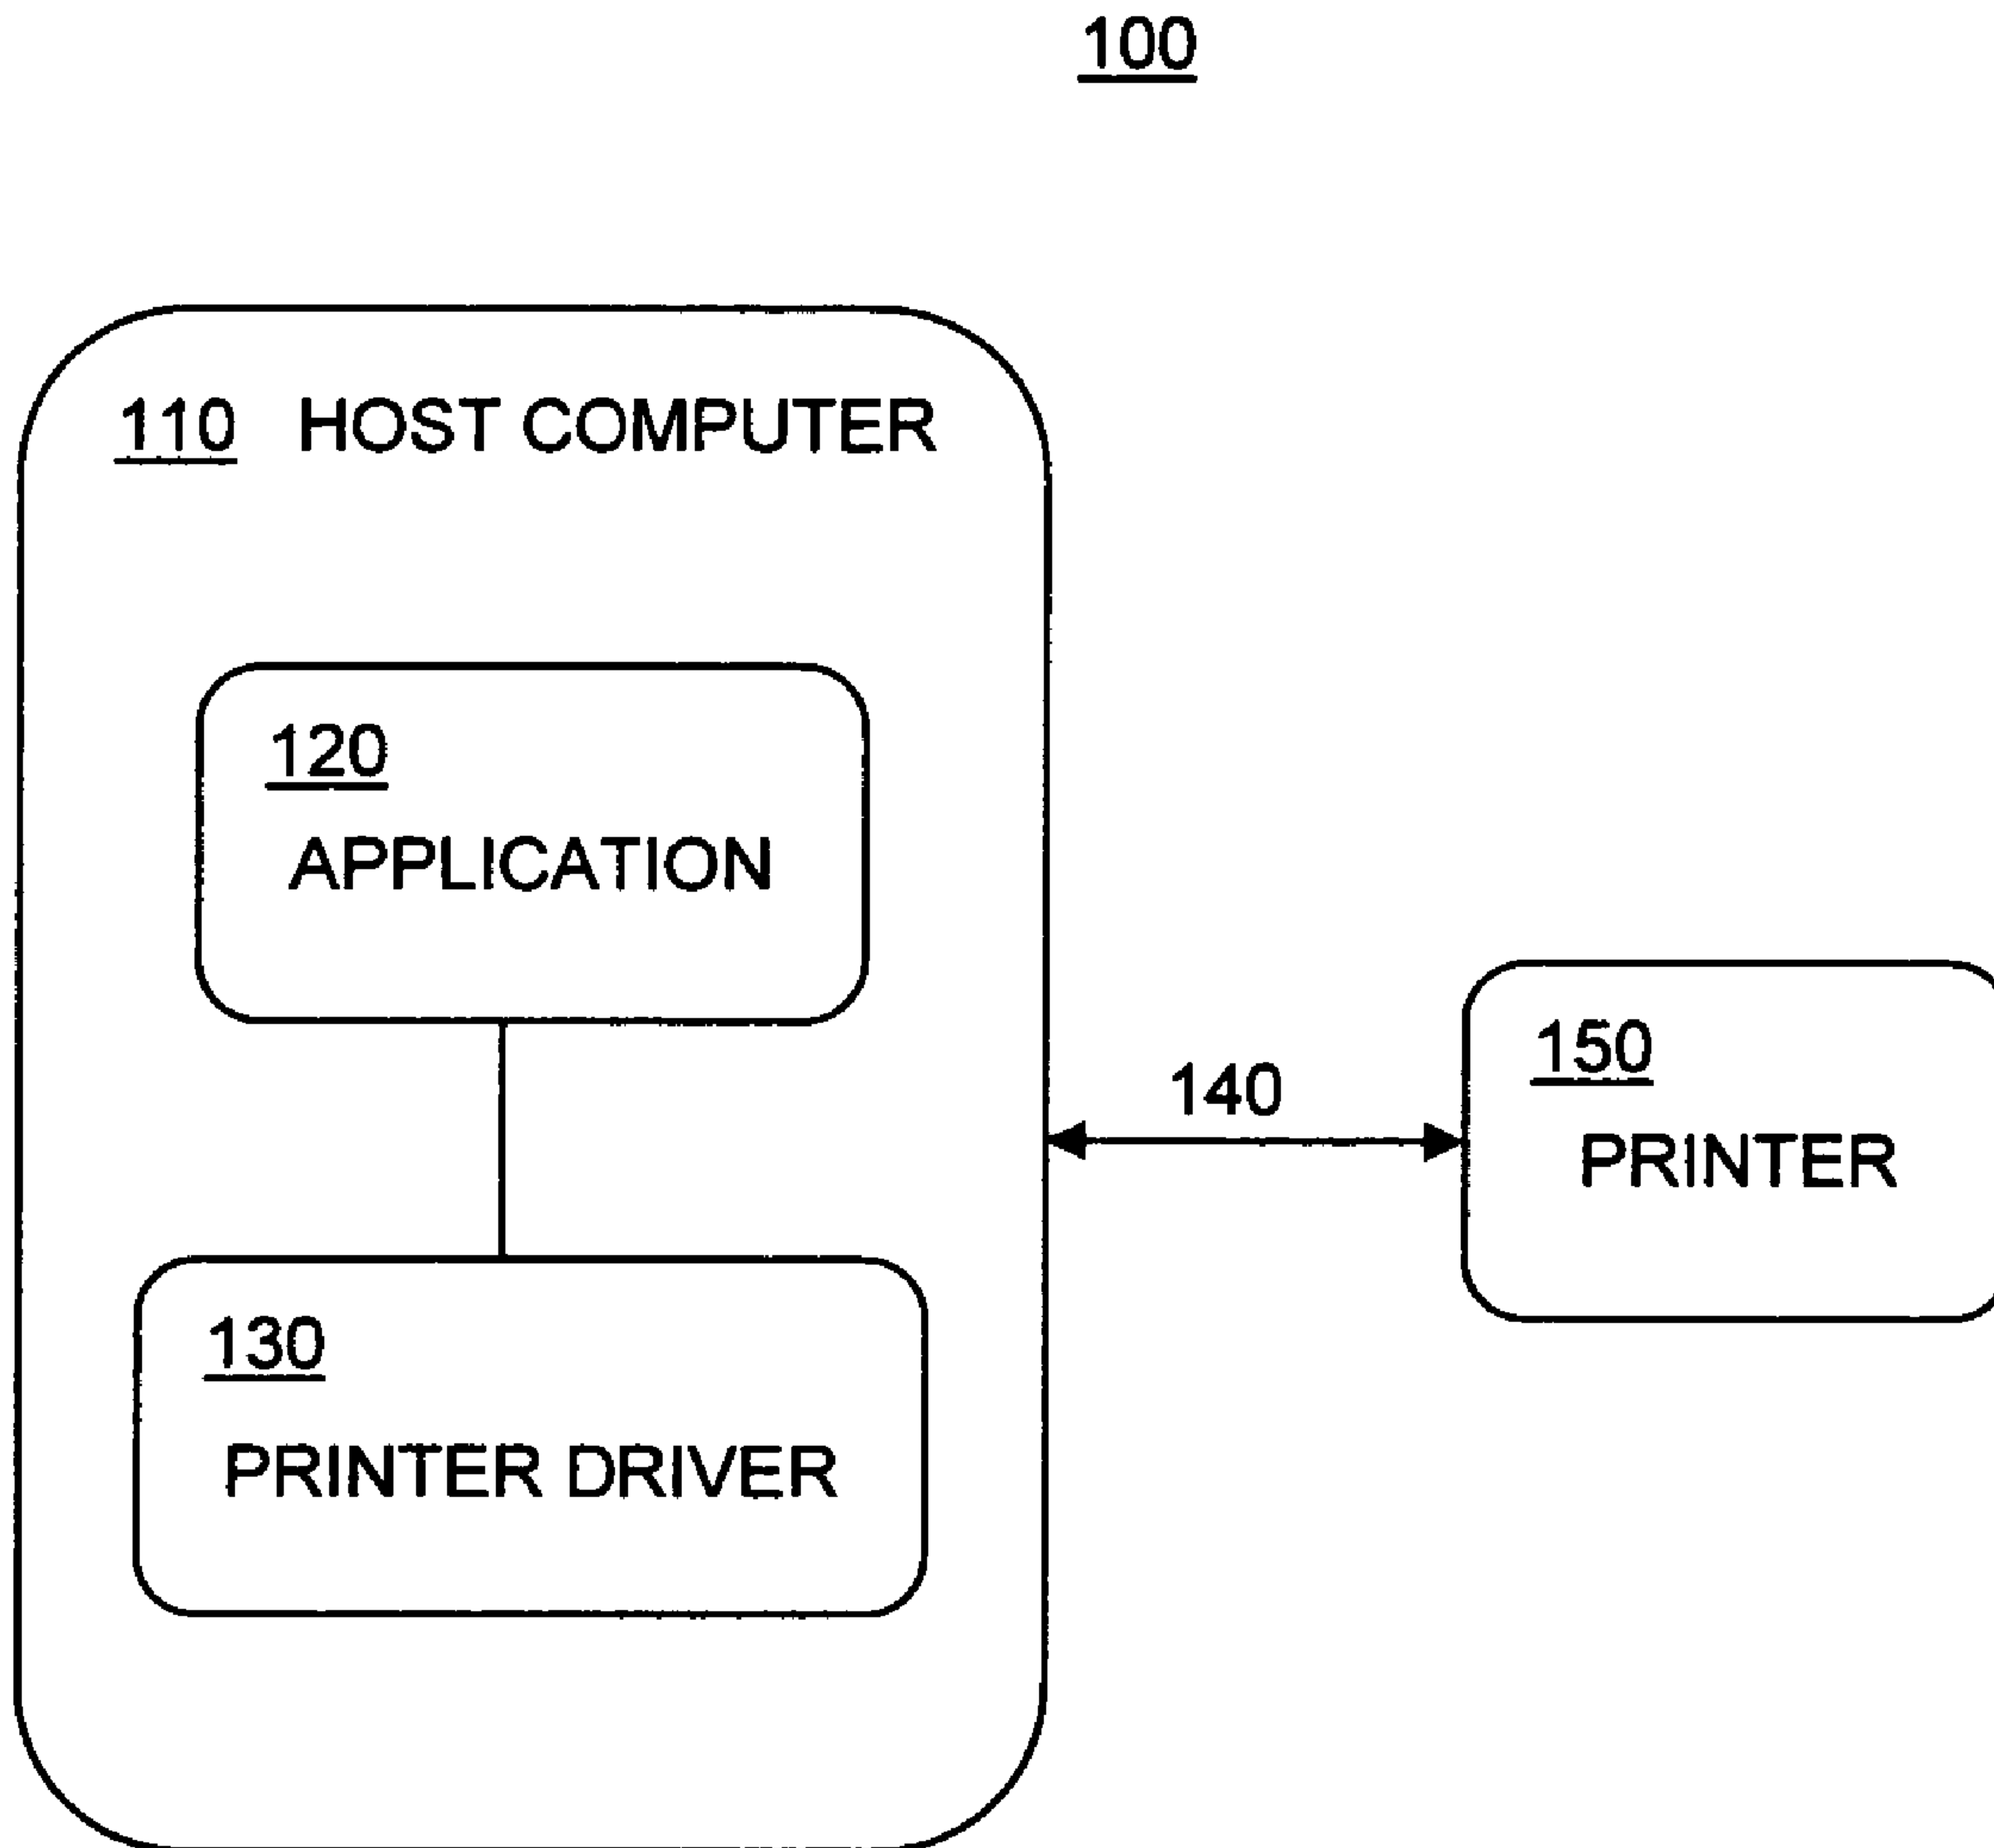 100
110 HOST COMPUTER
120
APPLICATION
140
150
PRINTER
130
PRINTER DRIVER